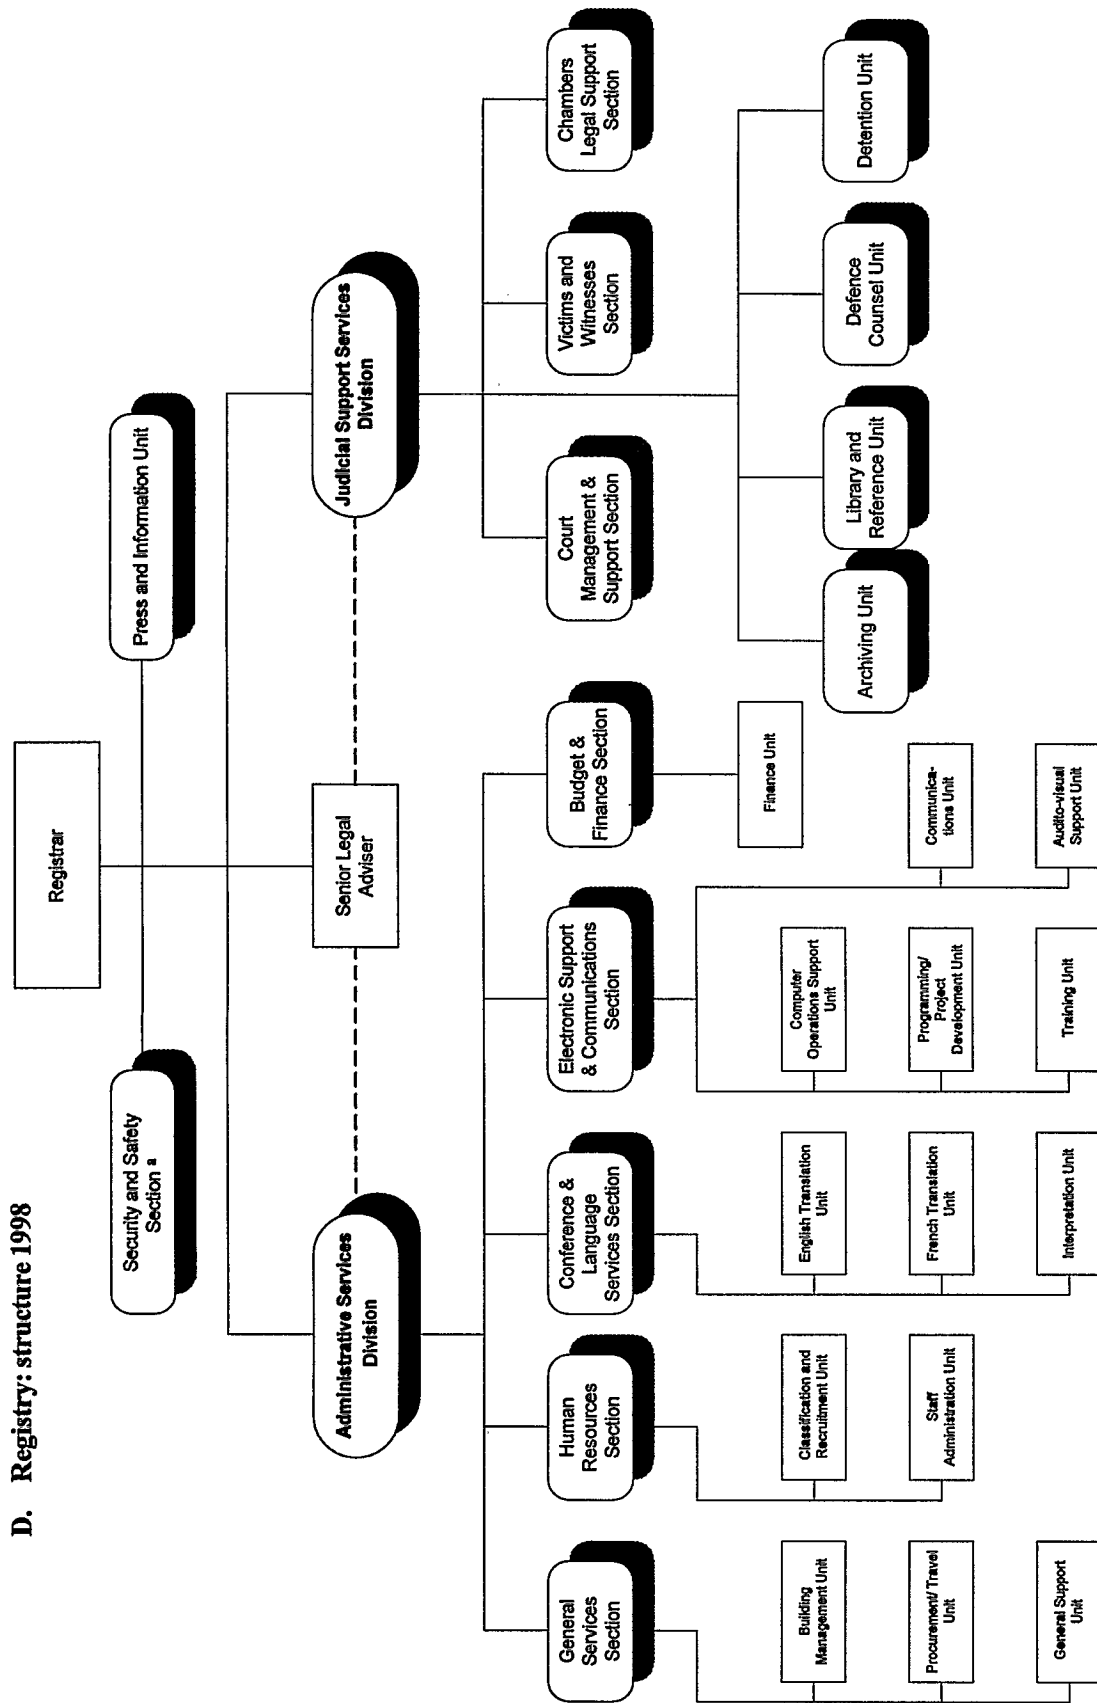 D. Registry: structure 1998
Registrar
Security and Safety
Section a
Press and Information Unit
Administrative Services
Division
Senior Legal
Adviser
Judicial Support Services
Division
General
Services
Section
Human
Resources
Section
Conference &
Language
Services Section
Electronic Support
& Communications
Section
Budget &
Finance Section
Court
Management &
Support Section
Victims and
Witnesses
Section
Chambers
Legal Support
Section
Building
Management Unit
Procurement/ Travel
Unit
General Support
Unit
Classification and
Recruitment Unit
Staff
Administration Unit
English Translation
Unit
French Translation
Unit
Interpretation Unit
Computer
Operations Support
Unit
Programming/
Project
Development Unit
Training Unit
Communica-
tions Unit
Audito-visual
Support Unit
Finance Unit
Archiving Unit
Library and
Reference Unit
Defence
Counsel Unit
Detention Unit